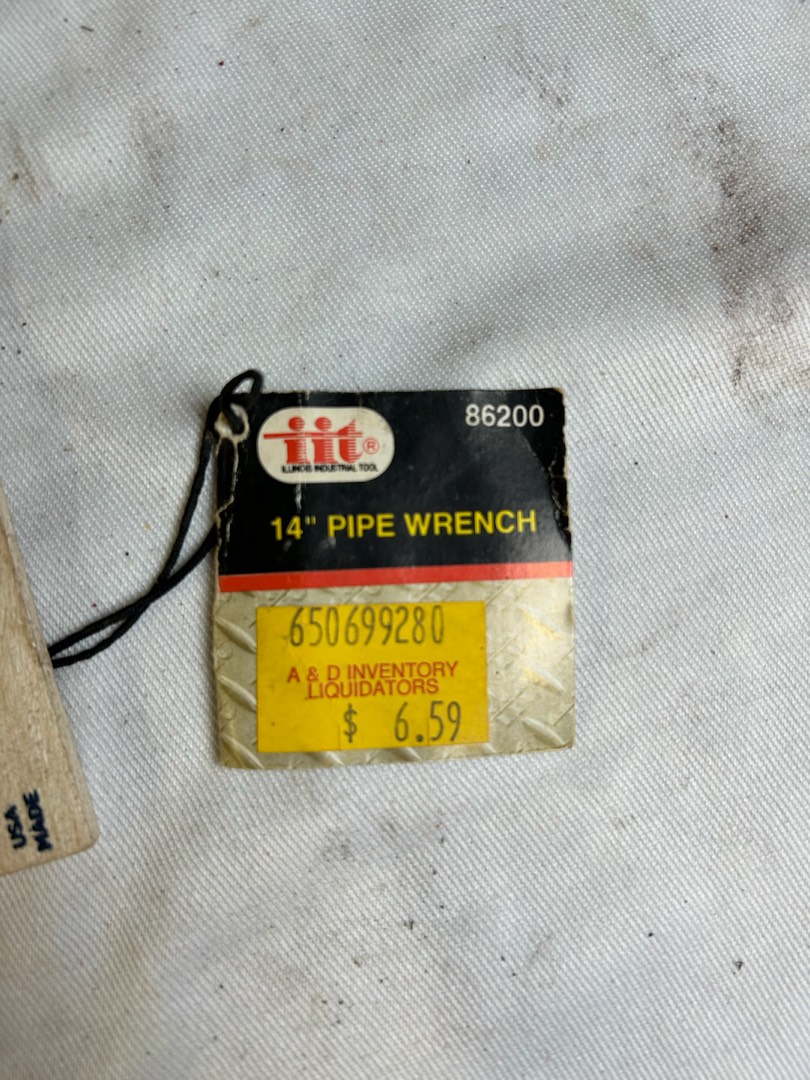 86200
iit®
ILLINOIS INDUSTRIAL TOOL
14" PIPE WRENCH
650699280
A & D INVENTORY
LIQUIDATORS
$ 6.59
USA
MADE